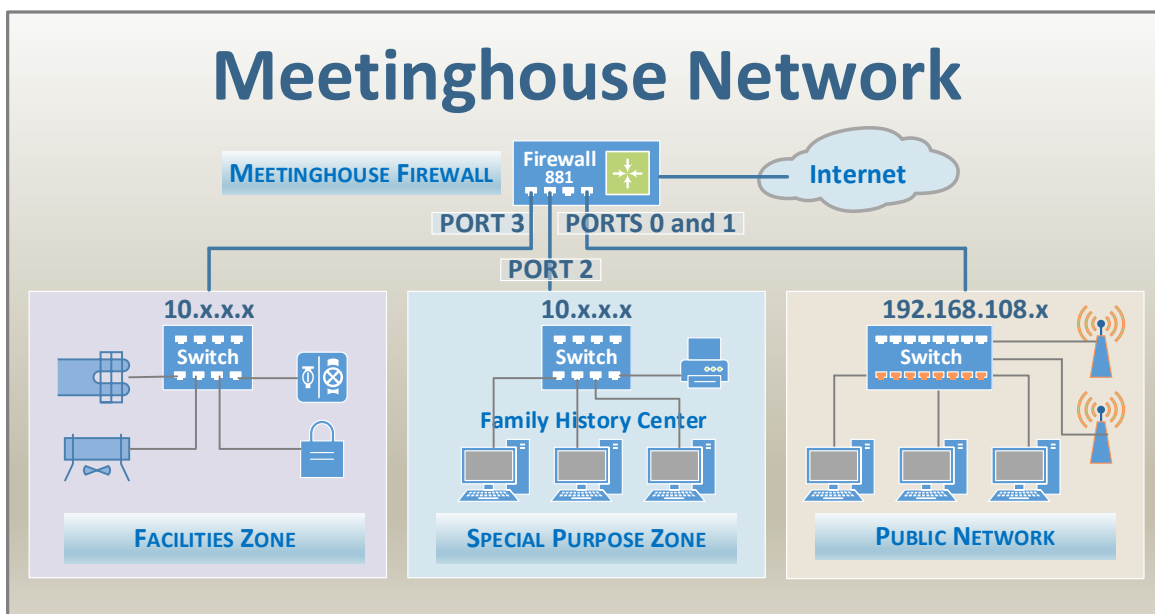 Meetinghouse Network
MEETINGHOUSE FIREWALL
Firewall
881
Internet
PORT 3
PORTS 0 and 1
PORT 2
10.x.x.x
Switch
FACILITIES ZONE
10.x.x.x
Switch
Family History Center
SPECIAL PURPOSE ZONE
192.168.108.x
Switch
PUBLIC NETWORK